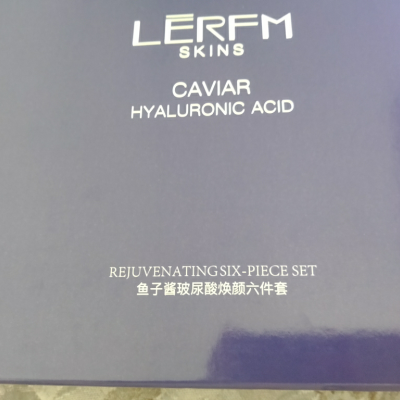 LĒRFM
SKINS
CAVIAR
HYALURONIC ACID
REJUVENATING SIX-PIECE SET
鱼子酱玻尿酸焕颜六件套